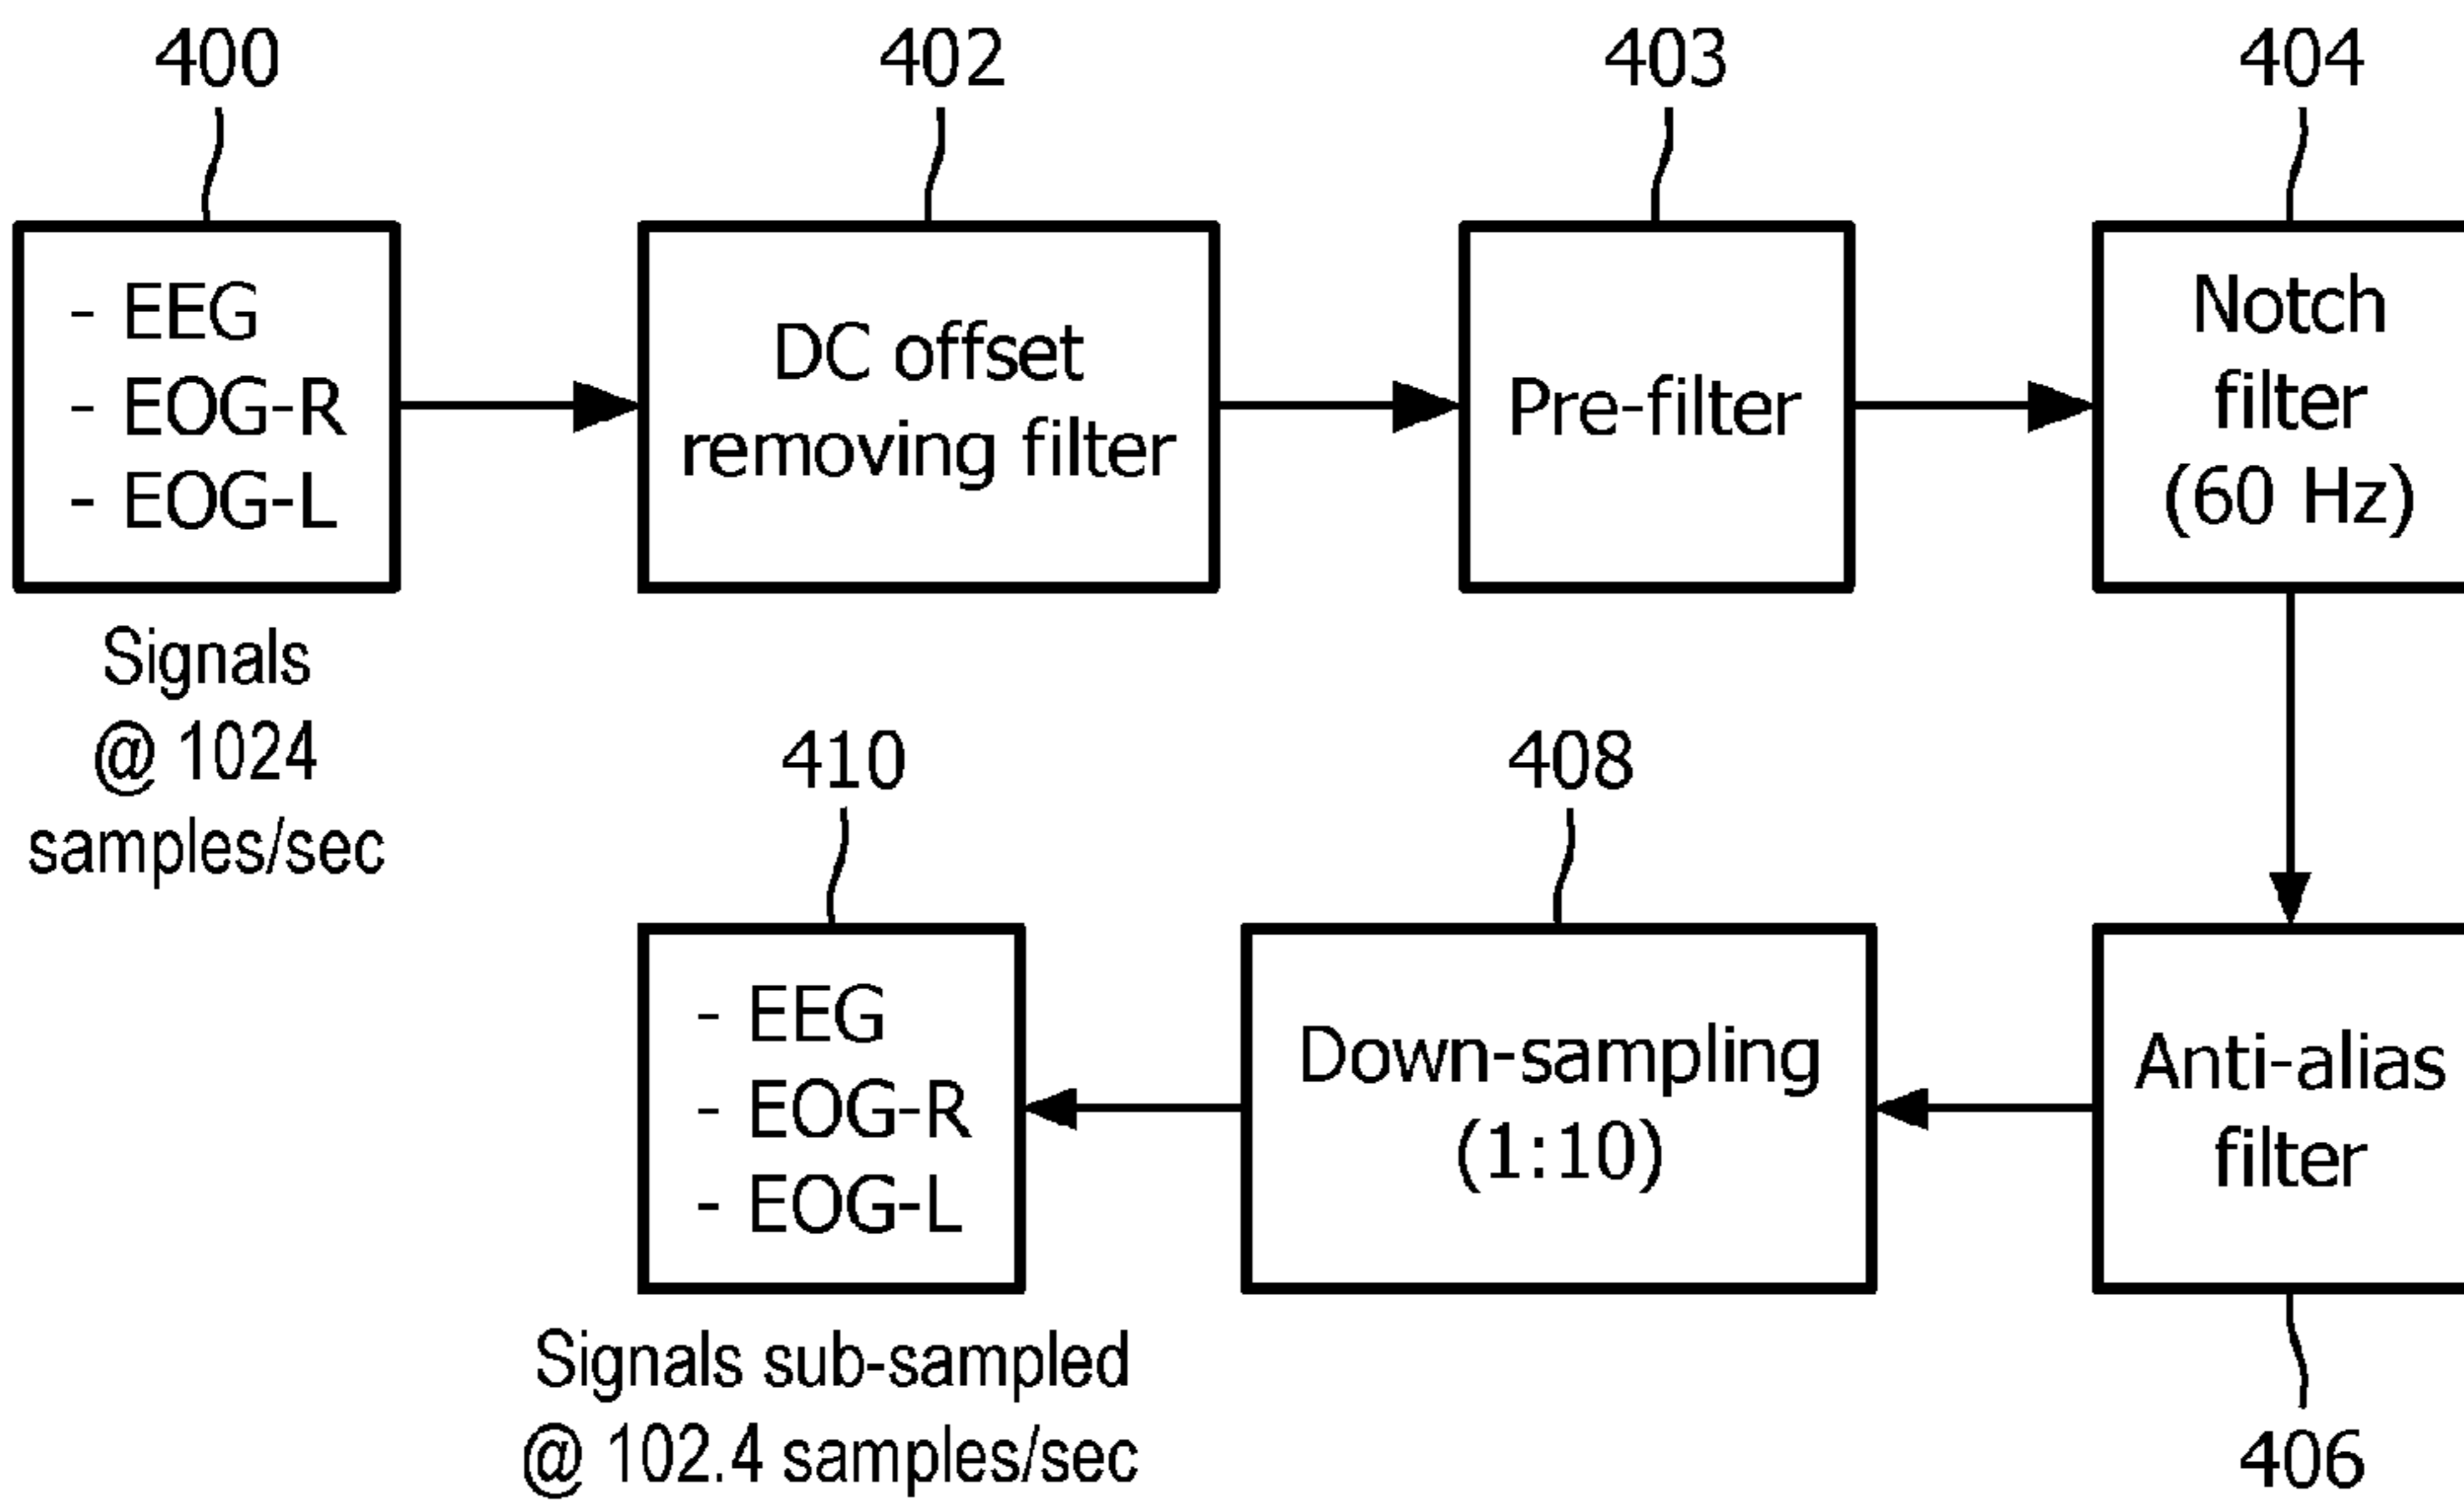 400
402
403
404
- EEG
- EOG-R
- EOG-L
DC offset
removing filter
Pre-filter
Notch
filter
(60 Hz)
Signals
@ 1024
samples/sec
410
408
- EEG
- EOG-R
- EOG-L
Down-sampling
(1:10)
Anti-alias
filter
Signals sub-sampled
@ 102.4 samples/sec
406